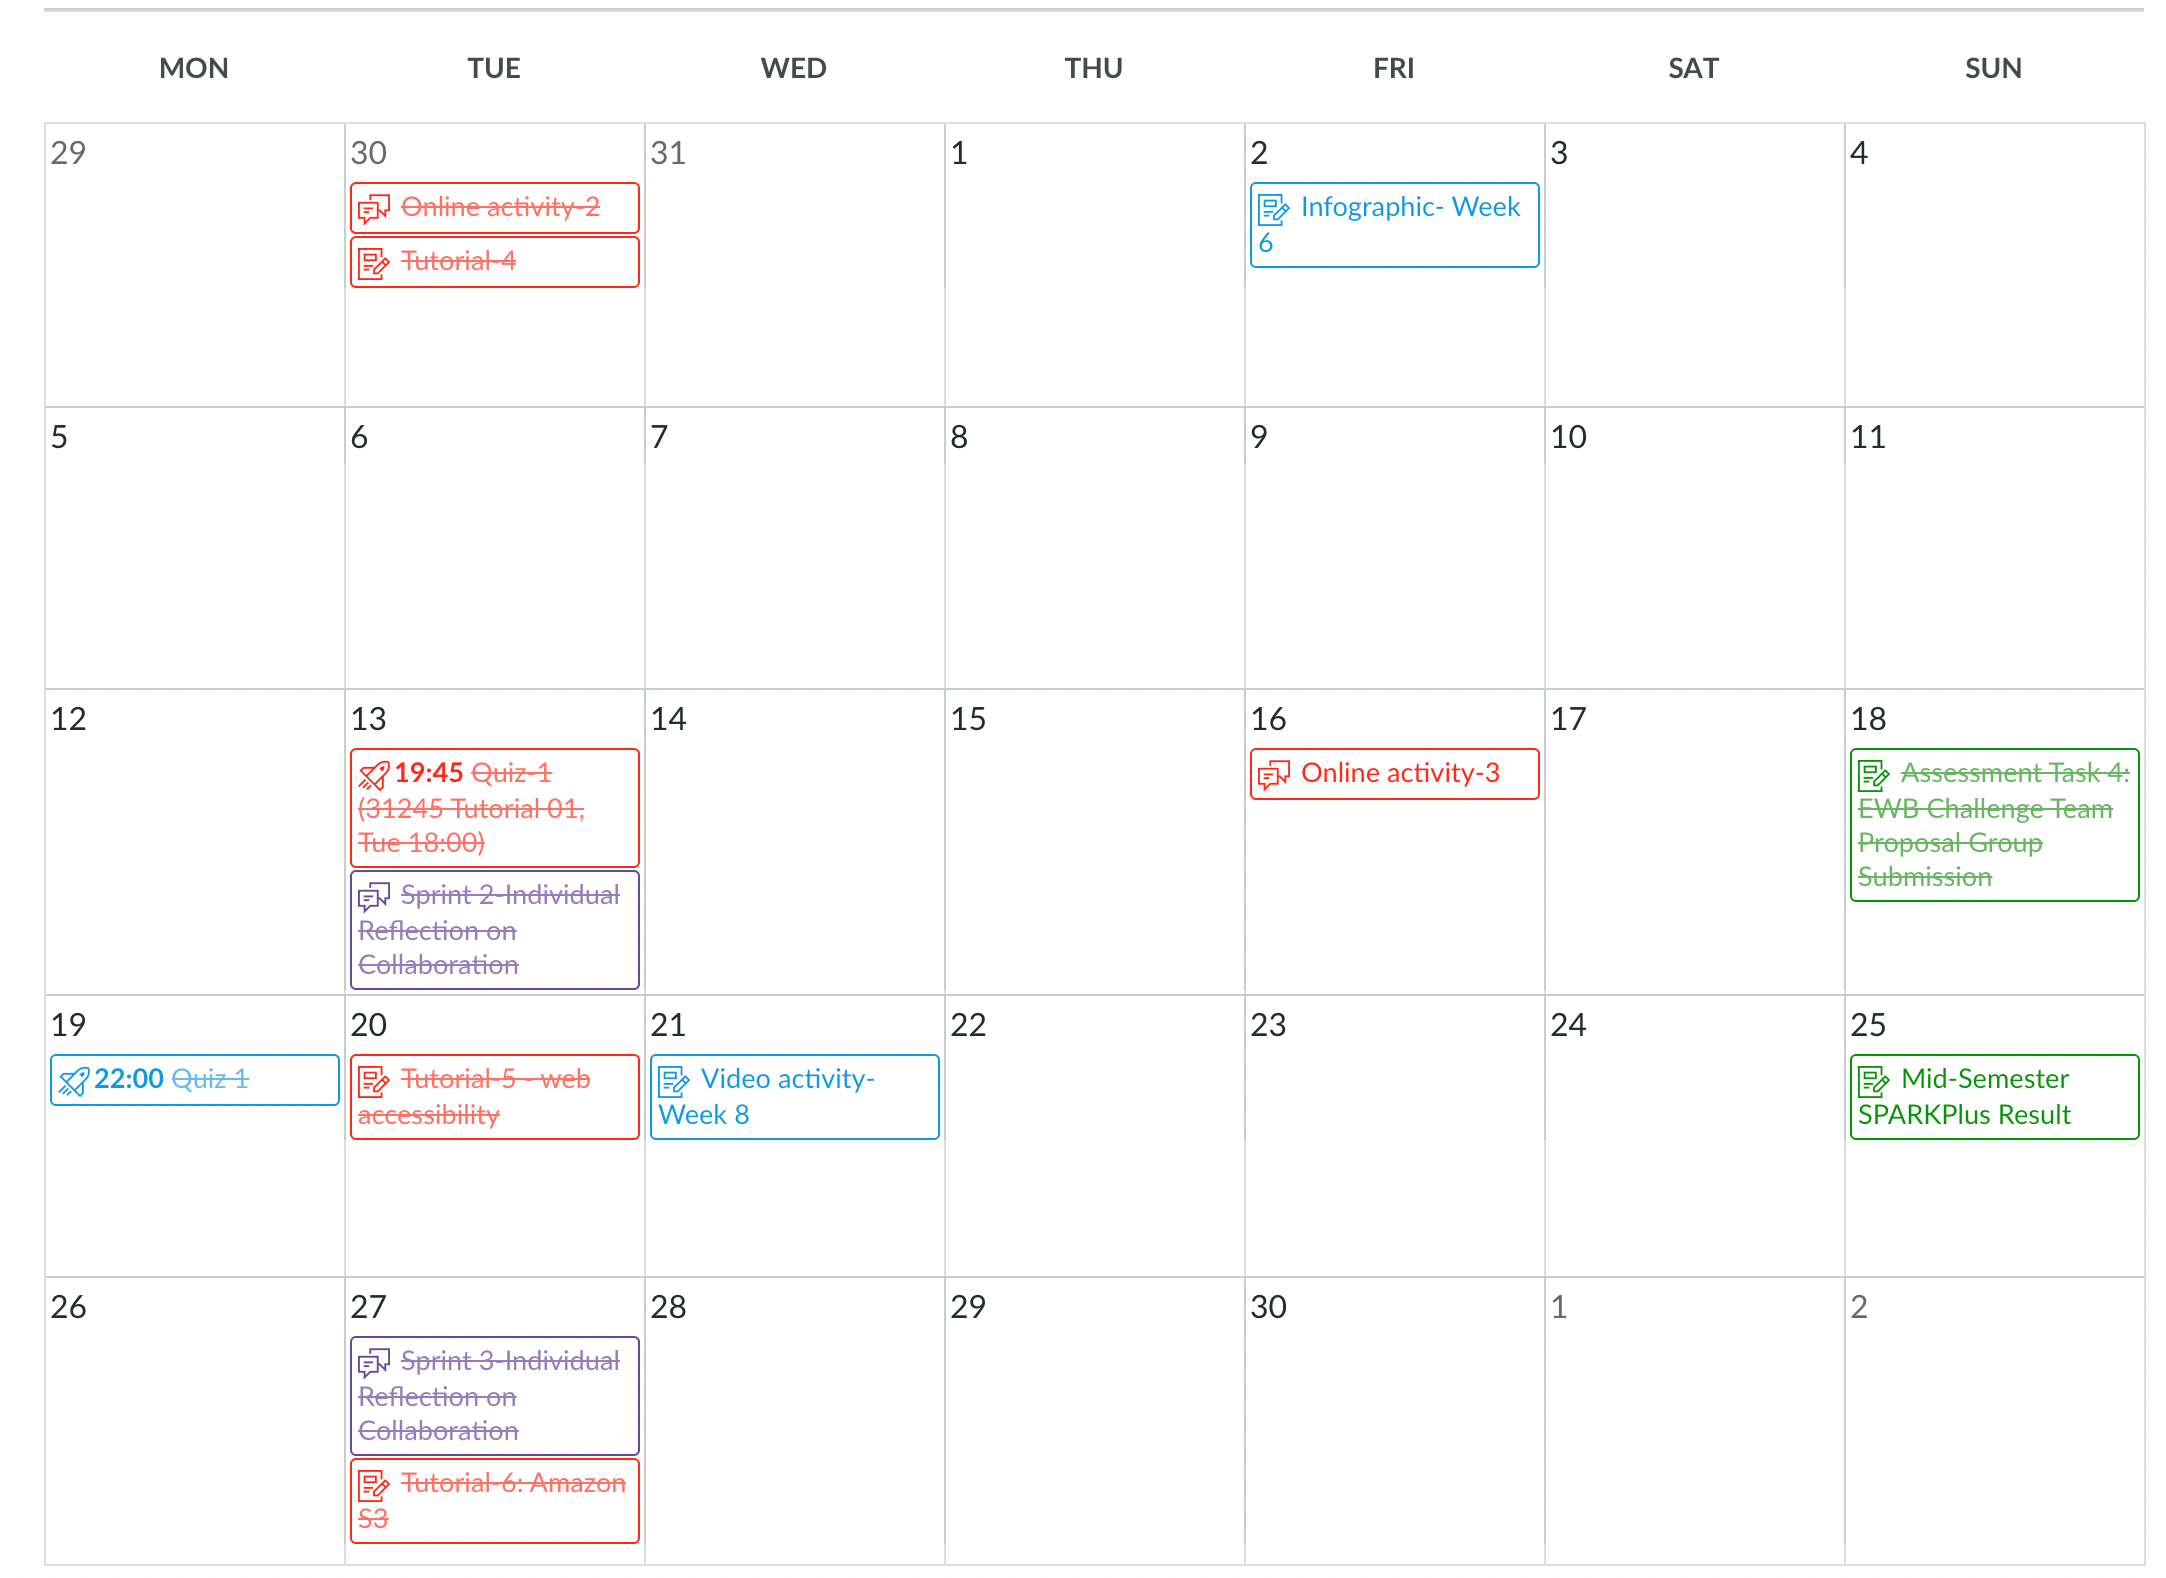 MON TUE WED THU FRI SAT SUN
29 30 31 1 2 3 4
Online activity-2
Tutorial-4
Infographic- Week
6
5 6 7 8 9 10 11
12 13 14 15 16 17 18
19:45 Quiz-1
(31245 Tutorial 01,
Tue 18:00)
Sprint 2-Individual
Reflection on
Collaboration
Online activity-3
Assessment Task 4:
EWB Challenge Team
Proposal Group
Submission
19 20 21 22 23 24 25
22:00 Quiz 1
Tutorial-5 - web
accessibility
Video activity-
Week 8
Mid-Semester
SPARKPlus Result
26 27 28 29 30 1 2
Sprint 3-Individual
Reflection on
Collaboration
Tutorial-6: Amazon
S3